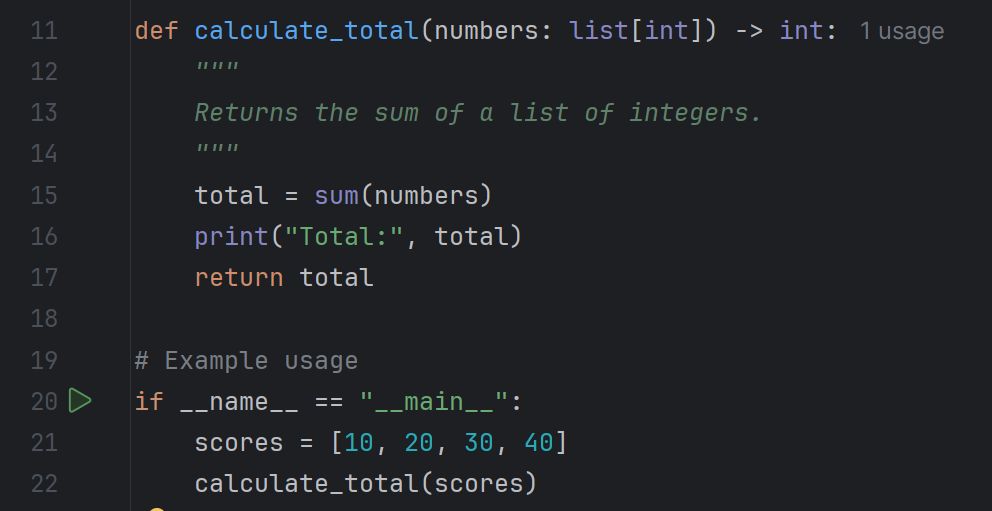 11 def calculate_total(numbers: list[int]) -> int: 1 usage
12     """
13     Returns the sum of a list of integers.
14     """
15     total = sum(numbers)
16     print("Total:", total)
17     return total
18
19 # Example usage
20 if __name__ == "__main__":
21     scores = [10, 20, 30, 40]
22     calculate_total(scores)